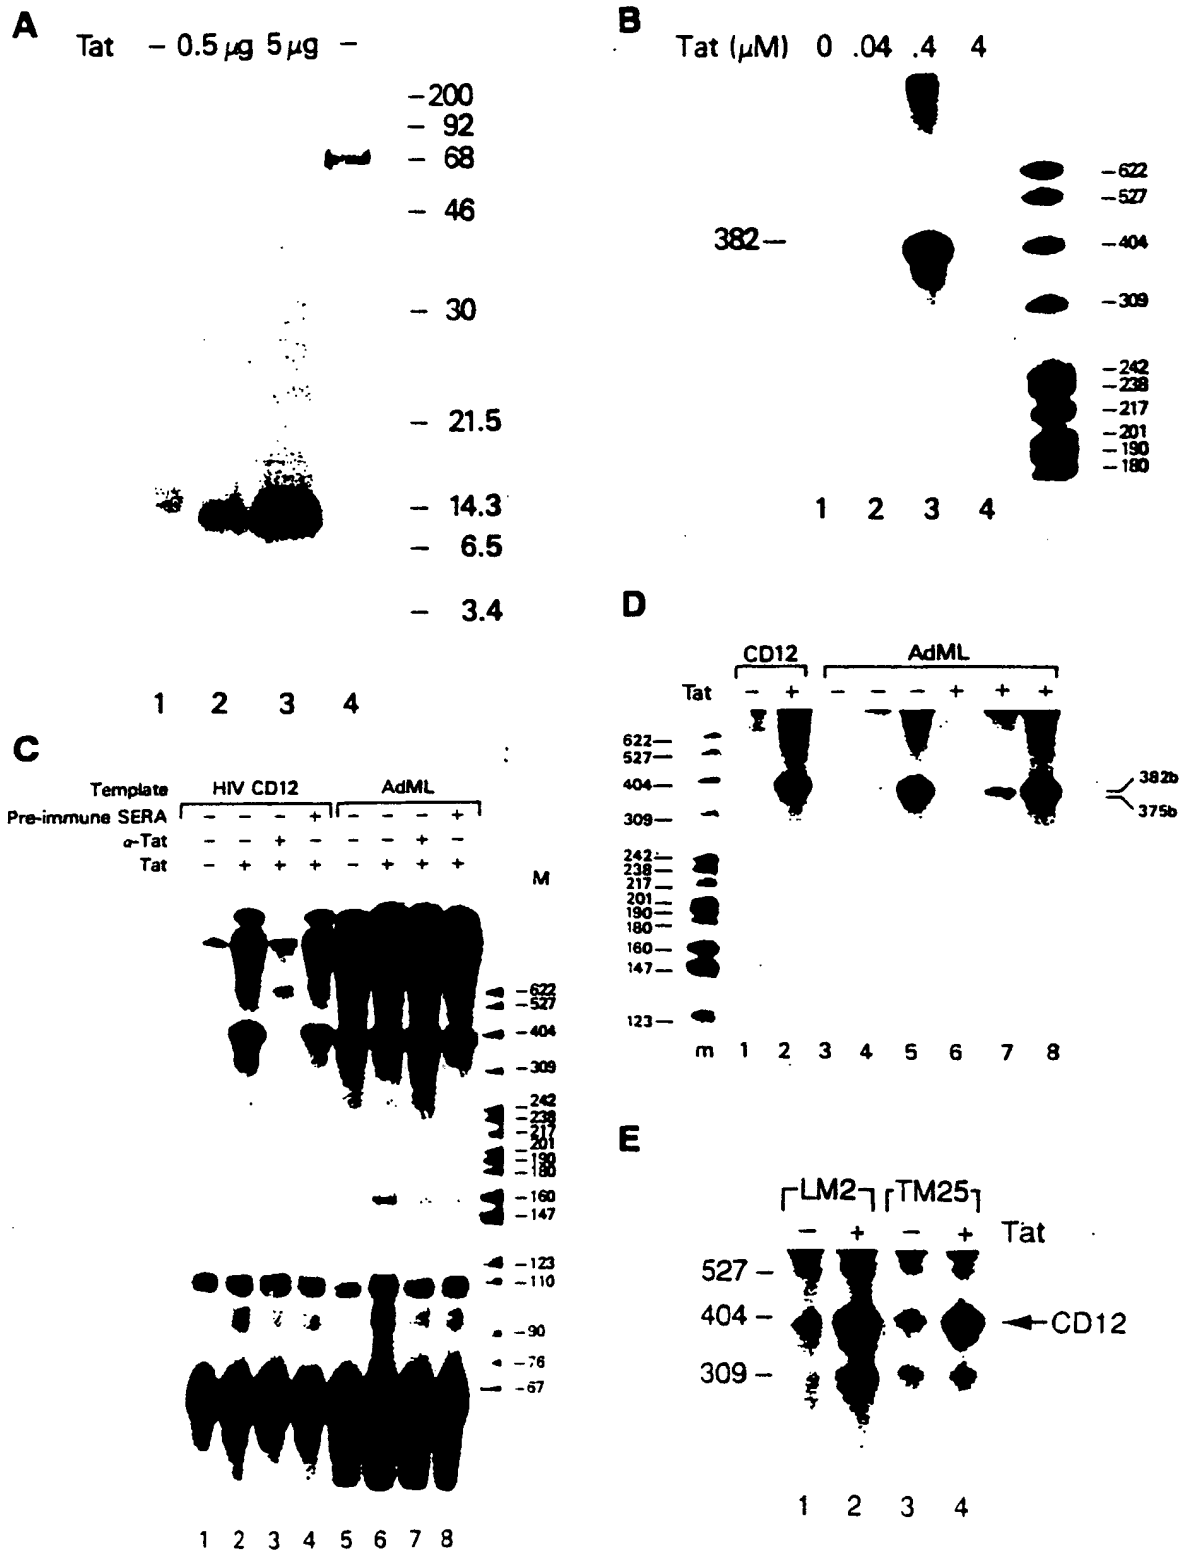 A
Tat – 0.5 µg 5 µg –
– 200
– 92
– 68
– 46
– 30
– 21.5
– 14.3
– 6.5
– 3.4
1 2 3 4
B
Tat (µM) 0 .04 .4 4
382 –
– 622
– 527
– 404
– 309
– 242
– 238
– 217
– 201
– 190
– 180
1 2 3 4
C
Template HIV CD12 AdML
Pre-immune SERA – – – + – – – +
α-Tat – – + – – – + –
Tat – + + + – + + +
M
– 622
– 527
– 404
– 309
– 242
– 238
– 217
– 201
– 190
– 180
– 160
– 147
– 123
– 110
– 90
– 76
– 67
1 2 3 4 5 6 7 8
D
CD12 AdML
Tat – + – – – + + +
622 –
527 –
404 –
309 –
242 –
238 –
217 –
201 –
190 –
180 –
160 –
147 –
123 –
382b
375b
m 1 2 3 4 5 6 7 8
E
LM2 TM25
– + – + Tat
527 –
404 –
309 –
CD12
1 2 3 4